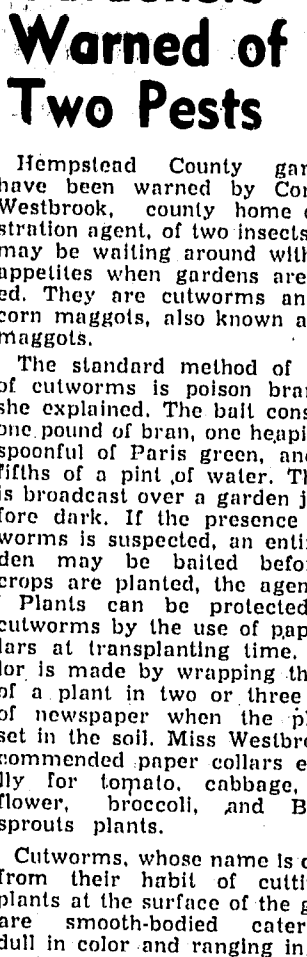 Warned of
Two Pests
Hempstead County gar
have been warned by Cor
Westbrook, county home
stration agent, of two insects
may be waiting around with
appetites when gardens are
ed. They are cutworms an
corn maggots, also known a
maggots.
The standard method of
of cutworms is poison bran
she explained. The bait cons
one pound of bran, one heapi
spoonful of Paris green, and
fifths of a pint of water. Th
is broadcast over a garden j
fore dark. If the presence
worms is suspected, an enti
den may be baited befo
crops are planted, the agen
Plants can be protected
cutworms by the use of pap
lars at transplanting time.
lor is made by wrapping th
of a plant in two or three
of newspaper when the pl
set in the soil. Miss Westbro
commended paper collars e
lly for tomato, cabbage,
flower, broccoli, and B
sprouts plants.
Cutworms, whose name is d
from their habit of cutti
plants at the surface of the g
are smooth-bodied cater
dull in color and ranging in